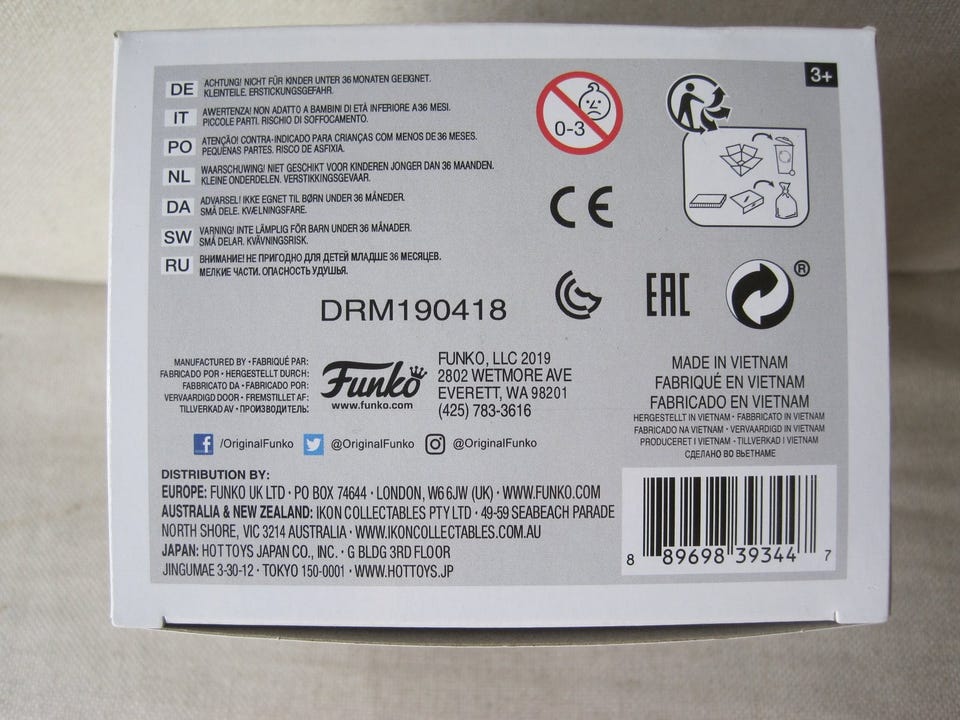 3+
DE
ACHTUNG! NICHT FÜR KINDER UNTER 36 MONATEN GEEIGNET.
KLEINTEILE. ERSTICKUNGSGEFAHR.
IT
AWERTENZA! NON ADATTO A BAMBINI DI ETÀ INFERIORE A36 MESI.
PICCOLE PARTI. RISCHIO DI SOFFOCAMENTO.
PO
ATENÇÃO! CONTRA-INDICADO PARA CRIANÇAS COM MENOS DE 36 MESES.
PEQUENAS PARTES. RISCO DE ASFIXIA.
NL
WAARSCHUWING! NIET GESCHIKT VOOR KINDEREN JONGER DAN 36 MAANDEN.
KLEINE ONDERDELEN. VERSTIKKINGSGEVAAR.
DA
ADVARSEL! IKKE EGNET TIL BØRN UNDER 36 MÅNEDER.
SMÅ DELE. KVÆLNINGSFARE.
SW
VARNING! INTE LÄMPLIG FÖR BARN UNDER 36 MÅNADER.
SMÅ DELAR. KVÄVNINGSRISK.
RU
ВНИМАНИЕ! НЕ ПРИГОДНО ДЛЯ ДЕТЕЙ МЛАДШЕ 36 МЕСЯЦЕВ.
МЕЛКИЕ ЧАСТИ. ОПАСНОСТЬ УДУШЬЯ.
0-3
CE
EAC
®
DRM190418
MANUFACTURED BY • FABRIQUÉ PAR:
FABRICADO POR • HERGESTELLT DURCH:
FABBRICATO DA • FABRICADO POR:
VERVAARDIGD DOOR • FREMSTILLET AF:
TILLVERKAD AV • ПРОИЗВОДИТЕЛЬ:
Funko
www.funko.com
FUNKO, LLC 2019
2802 WETMORE AVE
EVERETT, WA 98201
(425) 783-3616
MADE IN VIETNAM
FABRIQUÉ EN VIETNAM
FABRICADO EN VIETNAM
HERGESTELLT IN VIETNAM • FABBRICATO IN VIETNAM
FABRICADO NA VIETNAM • VERVAARDIGD IN VIETNAM
PRODUCERET I VIETNAM • TILLVERKAD I VIETNAM
СДЕЛАНО ВО ВЬЕТНАМЕ
f /OriginalFunko @OriginalFunko @OriginalFunko
DISTRIBUTION BY:
EUROPE: FUNKO UK LTD • PO BOX 74644 • LONDON, W6 6JW (UK) • WWW.FUNKO.COM
AUSTRALIA & NEW ZEALAND: IKON COLLECTABLES PTY LTD • 49-59 SEABEACH PARADE
NORTH SHORE, VIC 3214 AUSTRALIA • WWW.IKONCOLLECTABLES.COM.AU
JAPAN: HOT TOYS JAPAN CO., INC. • G BLDG 3RD FLOOR
JINGUMAE 3-30-12 • TOKYO 150-0001 • WWW.HOTTOYS.JP
8 89698 39344 7